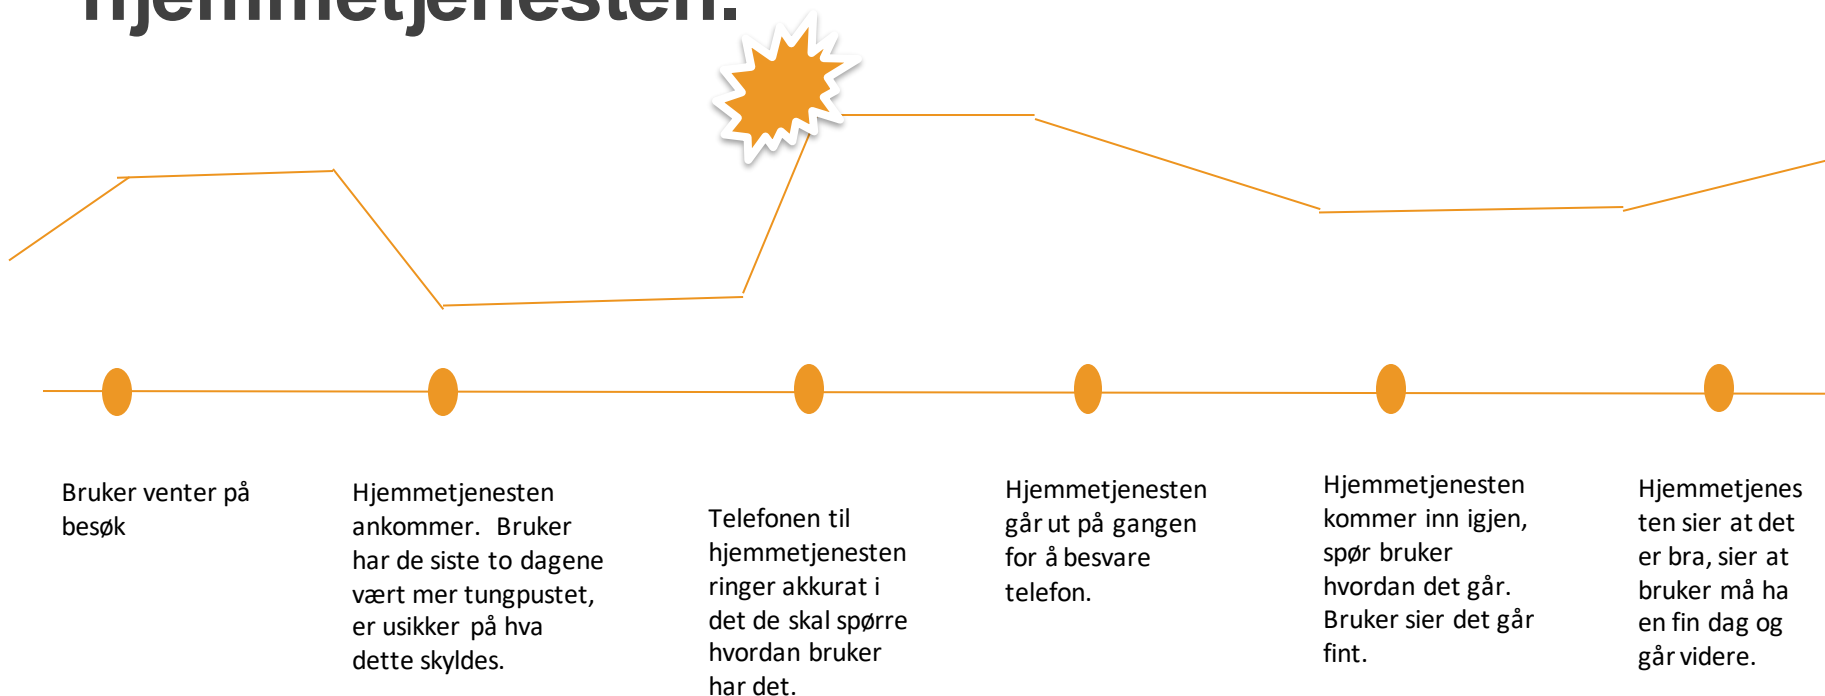 hjemmetjenesten.
Bruker venter på
besøk
Hjemmetjenesten
ankommer. Bruker
har de siste to dagene
vært mer tungpustet,
er usikker på hva
dette skyldes.
Telefonen til
hjemmetjenesten
ringer akkurat i
det de skal spørre
hvordan bruker
har det.
Hjemmetjenesten
går ut på gangen
for å besvare
telefon.
Hjemmetjenesten
kommer inn igjen,
spør bruker
hvordan det går.
Bruker sier det går
fint.
Hjemmetjenes
ten sier at det
er bra, sier at
bruker må ha
en fin dag og
går videre.